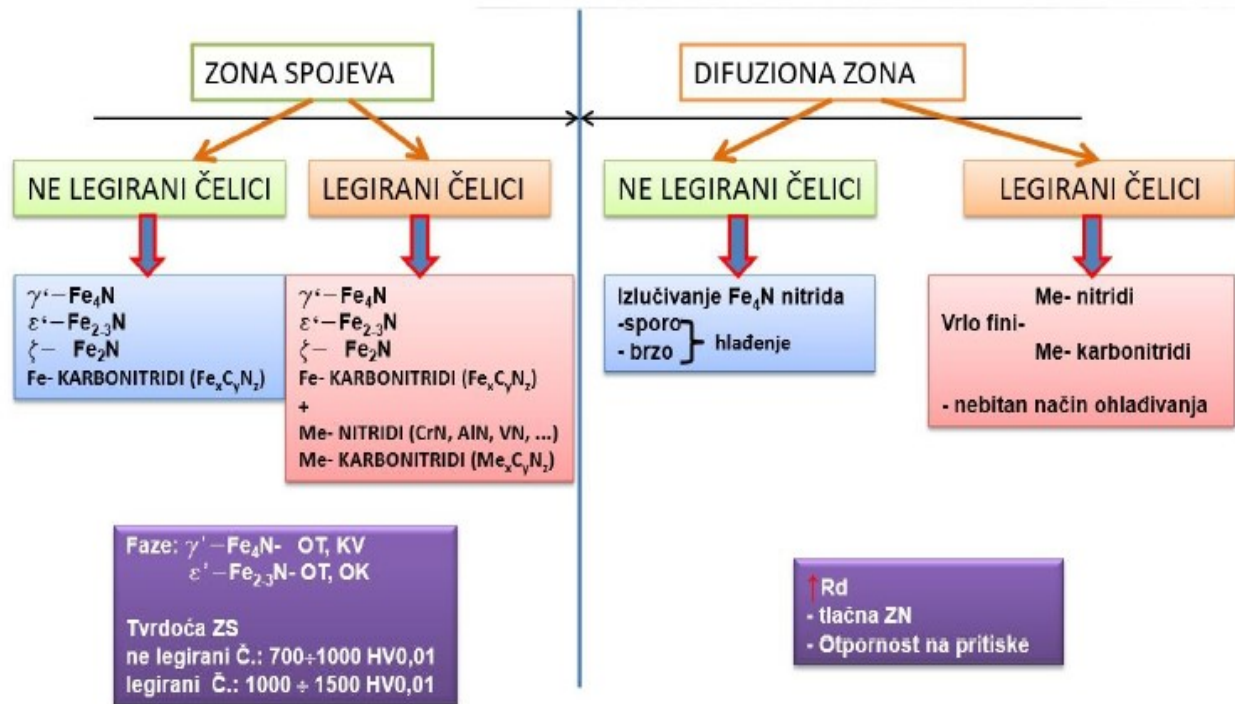 ZONA SPOJEVA
DIFUZIONA ZONA
NE LEGIRANI ČELICI
LEGIRANI ČELICI
NE LEGIRANI ČELICI
LEGIRANI ČELICI
γ‘–Fe₄N
ε‘–Fe₂₋₃N
ζ– Fe₂N
Fe- KARBONITRIDI (FeₓCᵧN_z)
γ‘–Fe₄N
ε‘–Fe₂₋₃N
ζ– Fe₂N
Fe- KARBONITRIDI (FeₓCᵧN_z)
+
Me- NITRIDI (CrN, AlN, VN, ...)
Me- KARBONITRIDI (MeₓCᵧN_z)
Izlučivanje Fe₄N nitrida
-sporo
- brzo
hlađenje
Me- nitridi
Vrlo fini-
Me- karbonitridi
- nebitan način ohlađivanja
Faze: γ'–Fe₄N- OT, KV
ε'–Fe₂₋₃N- OT, OK
Tvrdoća ZS
ne legirani Č.: 700÷1000 HV0,01
legirani Č.: 1000 ÷ 1500 HV0,01
↑Rd
- tlačna ZN
- Otpornost na pritiske